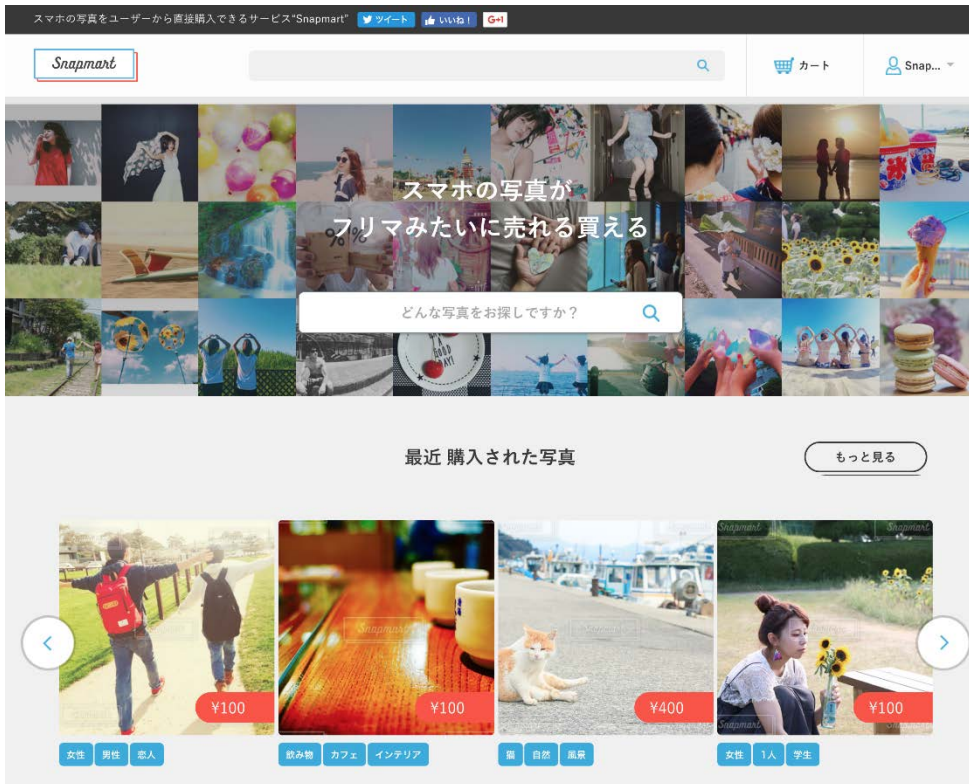 スマホの写真をユーザーから直接購入できるサービス“Snapmart”
ツイート
いいね！
G+1
Snapmart
カート
Snap...
スマホの写真が
フリマみたいに売れる買える
どんな写真をお探しですか？
A GOOD DAY!
最近 購入された写真
もっと見る
Snapmart
¥100
¥100
¥400
¥100
女性 男性 恋人
飲み物 カフェ インテリア
猫 自然 風景
女性 1人 学生